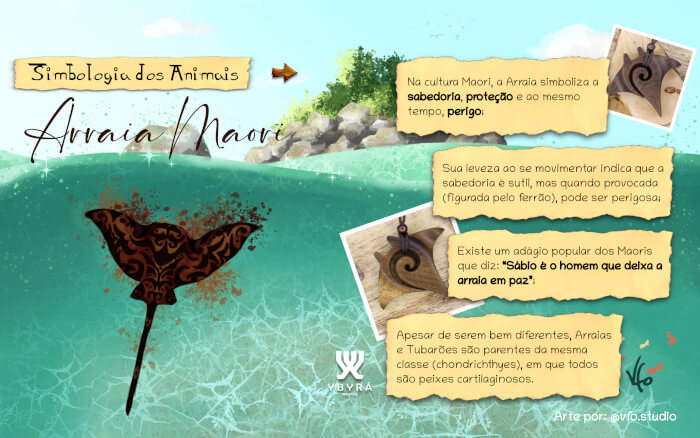 Simbologia dos Animais
Arraia Maori
Na cultura Maori, a Arraia simboliza a
sabedoria, proteção e ao mesmo
tempo, perigo;
Sua leveza ao se movimentar indica que a
sabedoria é sutil, mas quando provocada
(figurada pelo ferrão), pode ser perigosa;
Existe um adágio popular dos Maoris
que diz: "Sábio é o homem que deixa a
arraia em paz";
Apesar de serem bem diferentes, Arraias
e Tubarões são parentes da mesma
classe (chondrichthyes), em que todos
são peixes cartilaginosos.
YBYRÁ
Vfo
Arte por: @vfo.studio